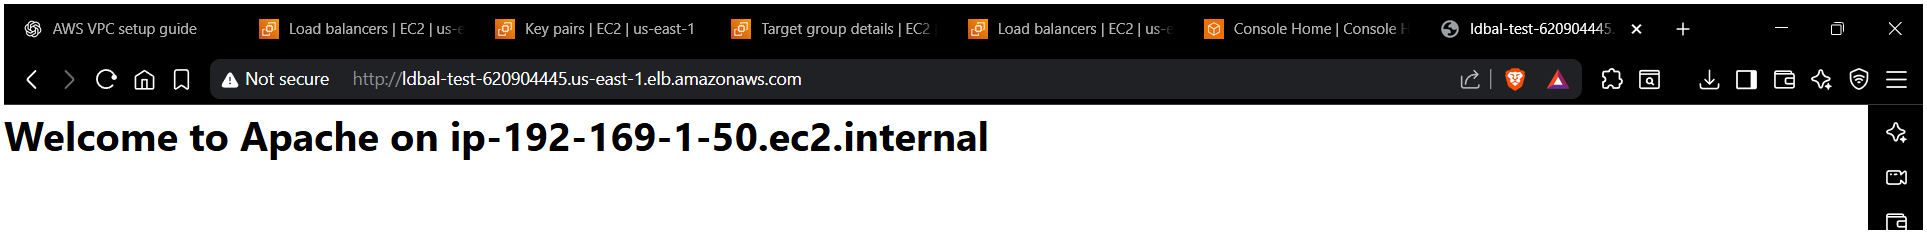 AWS VPC setup guide
Load balancers | EC2 | us-e
Key pairs | EC2 | us-east-1
Target group details | EC2 |
Load balancers | EC2 | us-e
Console Home | Console H
ldbal-test-620904445.
Not secure http://ldbal-test-620904445.us-east-1.elb.amazonaws.com
Welcome to Apache on ip-192-169-1-50.ec2.internal